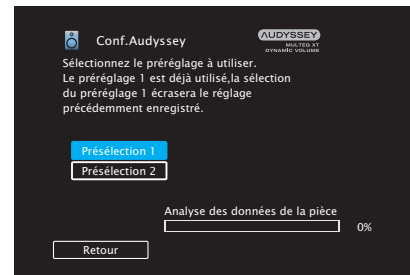 Conf.Audyssey
AUDYSSEY
MULTEQ XT
DYNAMIC VOLUME
Sélectionnez le préréglage à utiliser.
Le préréglage 1 est déjà utilisé,la sélection
du préréglage 1 écrasera le réglage
précédemment enregistré.
Présélection 1
Présélection 2
Analyse des données de la pièce
0%
Retour